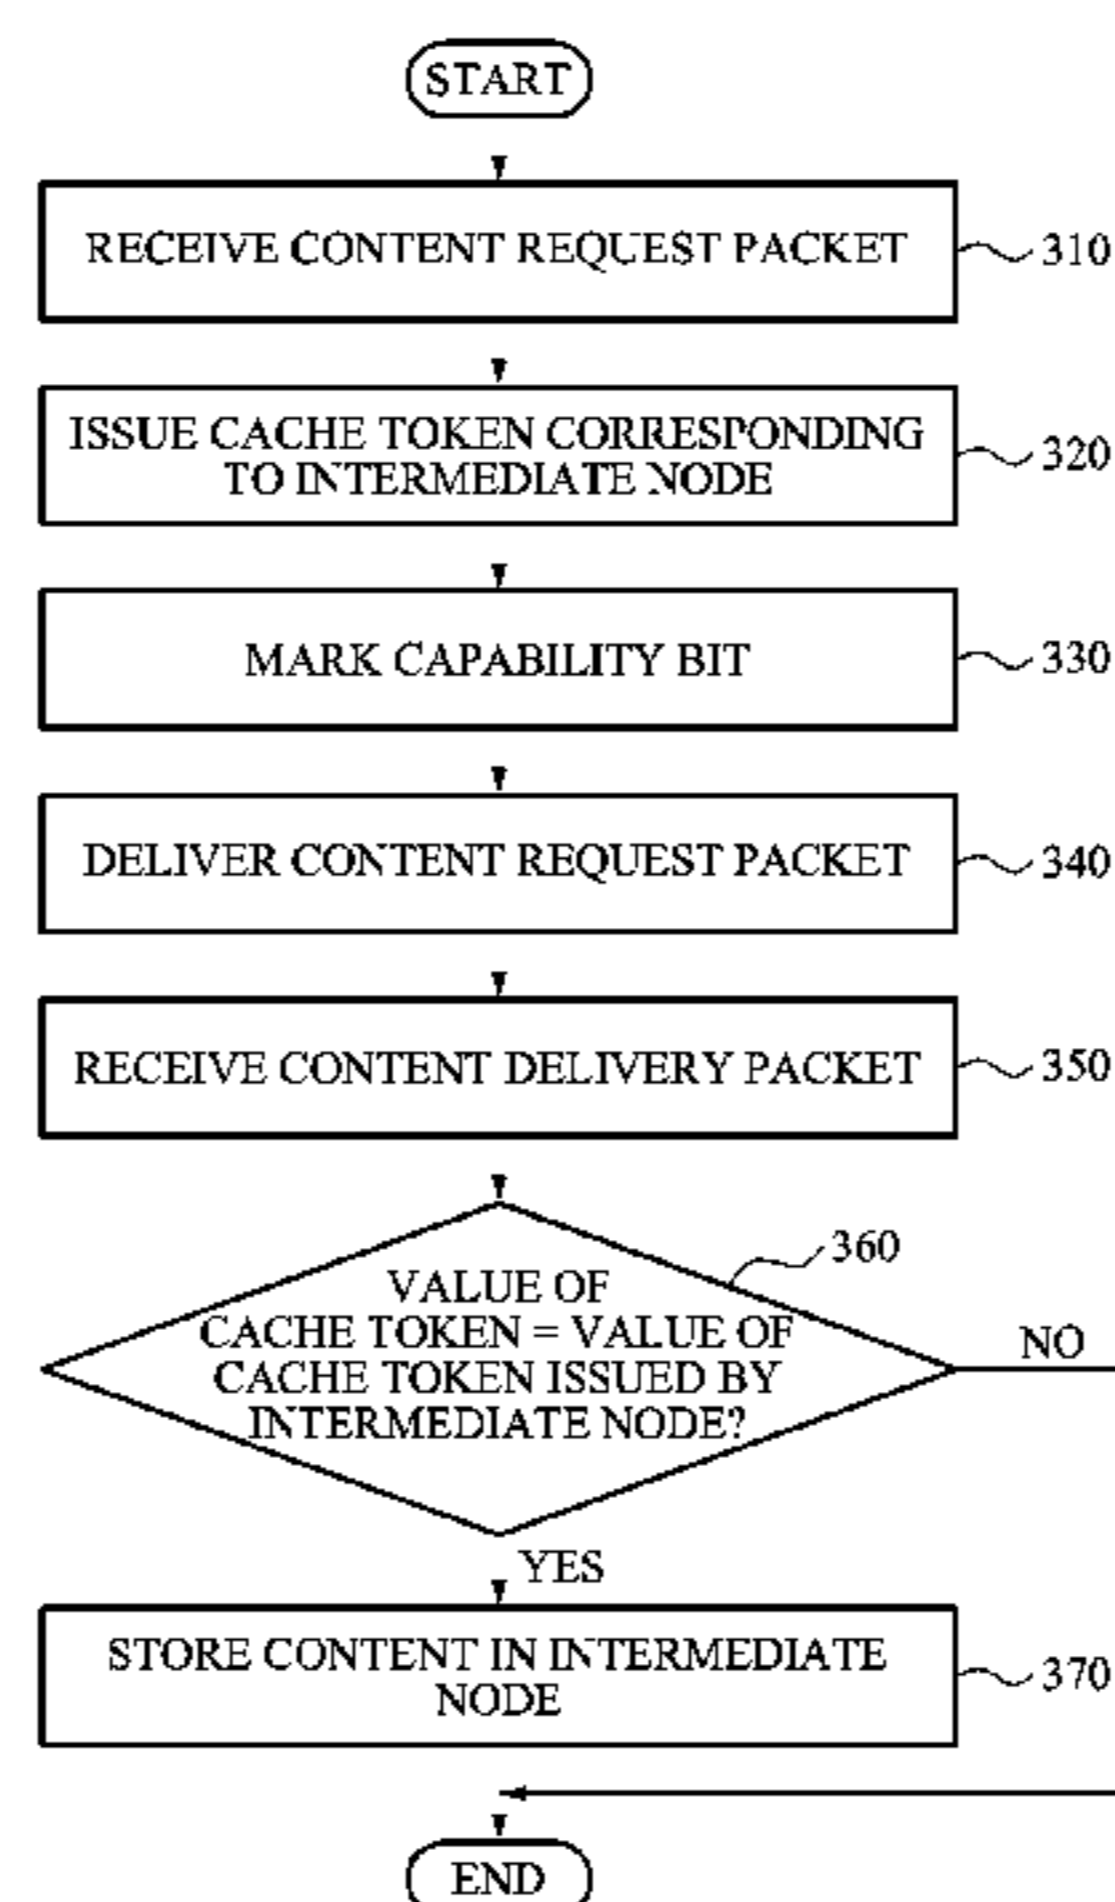 START
RECEIVE CONTENT REQUEST PACKET
310
ISSUE CACHE TOKEN CORRESPONDING
TO INTERMEDIATE NODE
320
MARK CAPABILITY BIT
330
DELIVER CONTENT REQUEST PACKET
340
RECEIVE CONTENT DELIVERY PACKET
350
360
VALUE OF
CACHE TOKEN = VALUE OF
CACHE TOKEN ISSUED BY
INTERMEDIATE NODE?
NO
YES
STORE CONTENT IN INTERMEDIATE
NODE
370
END